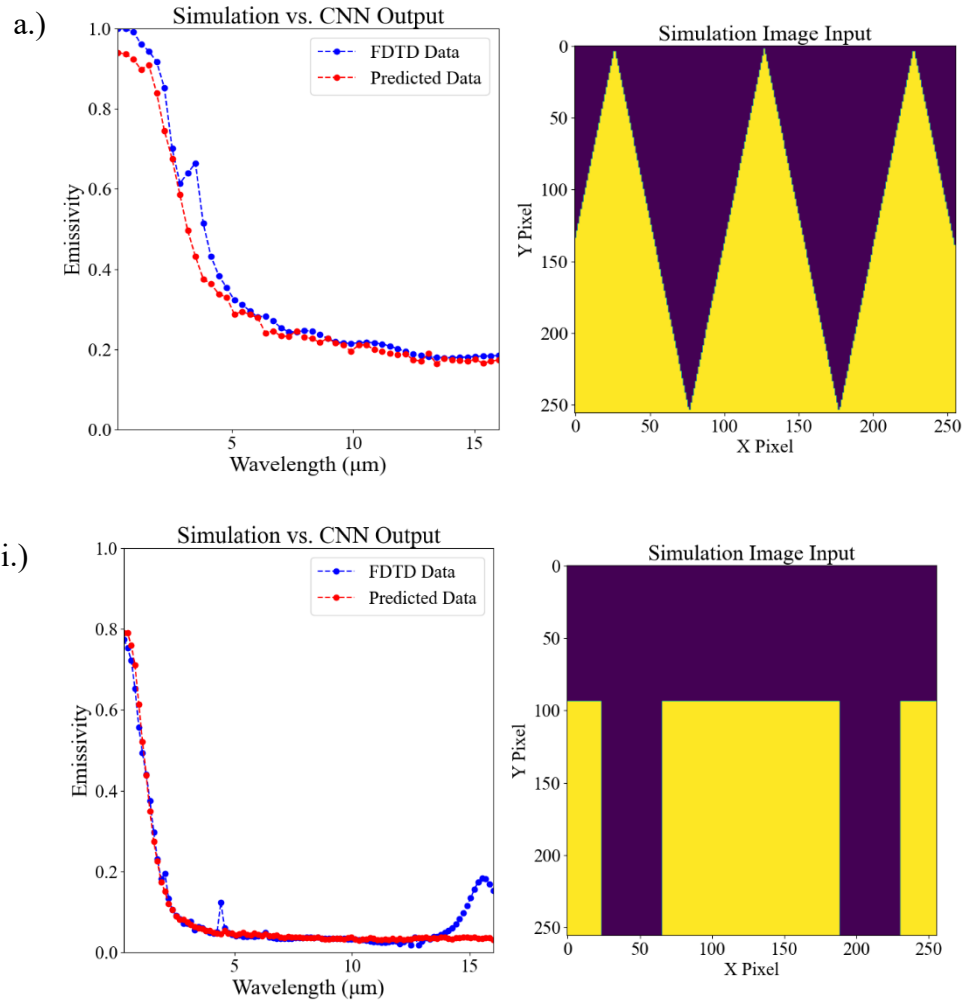 a.)
Simulation vs. CNN Output
1.0
0.8
0.6
0.4
0.2
0.0
Emissivity
FDTD Data
Predicted Data
5
10
15
Wavelength (μm)
Simulation Image Input
0
50
100
150
200
250
Y Pixel
0
50
100
150
200
250
X Pixel
i.)
Simulation vs. CNN Output
1.0
0.8
0.6
0.4
0.2
0.0
Emissivity
FDTD Data
Predicted Data
5
10
15
Wavelength (μm)
Simulation Image Input
0
50
100
150
200
250
Y Pixel
0
50
100
150
200
250
X Pixel